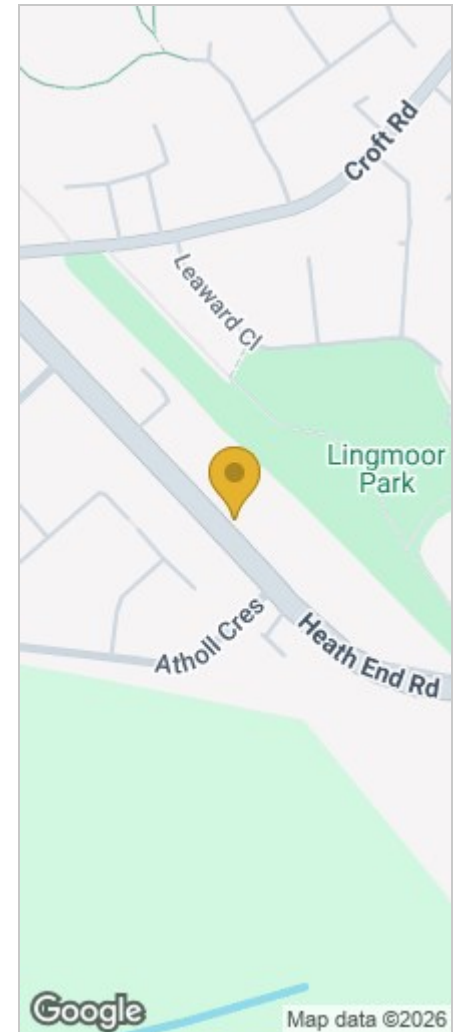 Croft Rd
Leaward Cl
Lingmoor
Park
Atholl Cres
Heath End Rd
Google
Map data ©2026